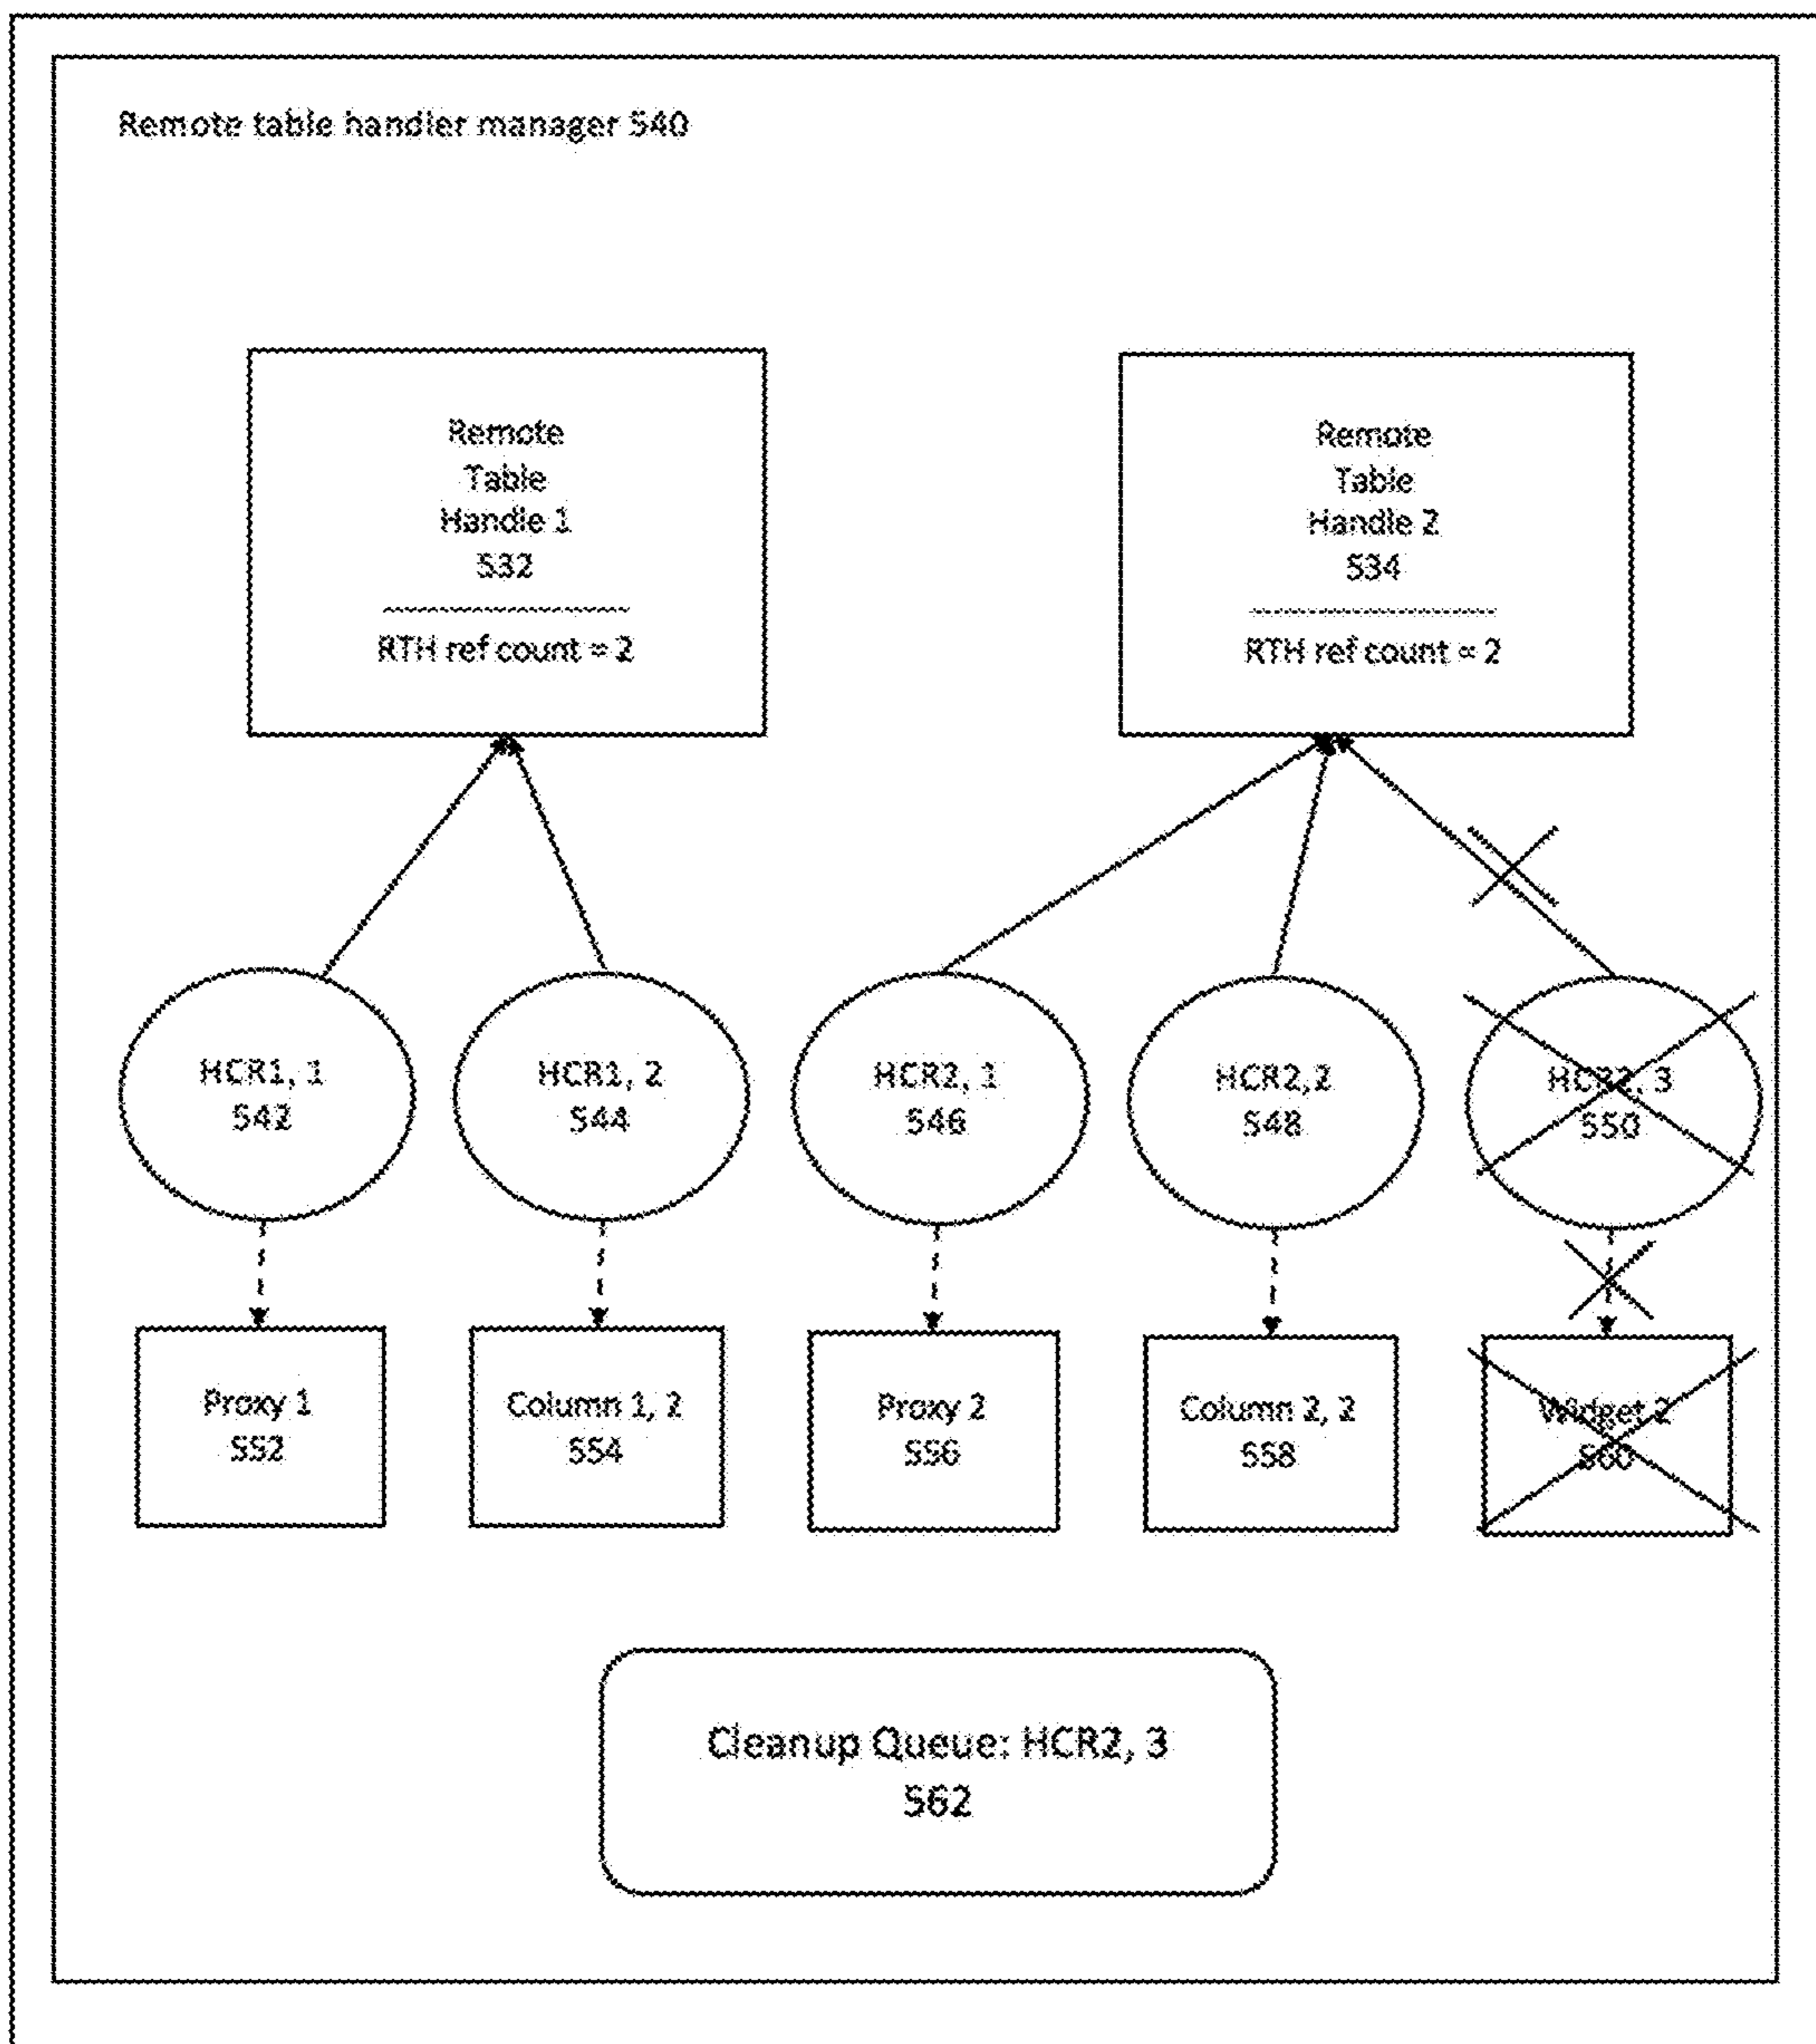 Remote table handler manager 540
Remote
Table
Handle 1
532
RTH ref count = 2
Remote
Table
Handle 2
534
RTH ref count = 2
HCR1, 1
542
HCR1, 2
544
HCR2, 1
546
HCR2,2
548
HCR2, 3
550
Proxy 1
552
Column 1, 2
554
Proxy 2
556
Column 2, 2
558
Widget 2
560
Cleanup Queue: HCR2, 3
562